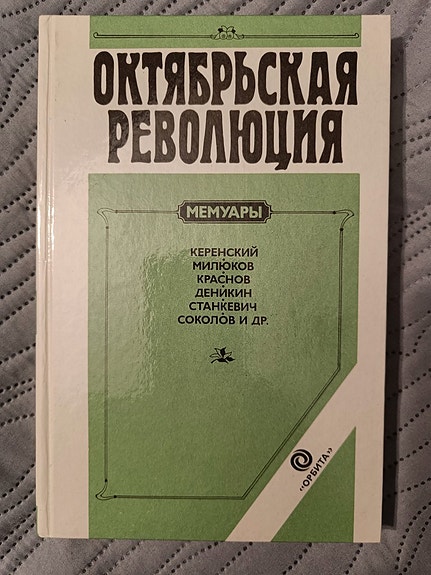 ОКТЯБРЬСКАЯ
РЕВОЛЮЦИЯ
МЕМУАРЫ
КЕРЕНСКИЙ
МИЛЮКОВ
КРАСНОВ
ДЕНИКИН
СТАНКЕВИЧ
СОКОЛОВ И ДР.
«ОРБИТА»